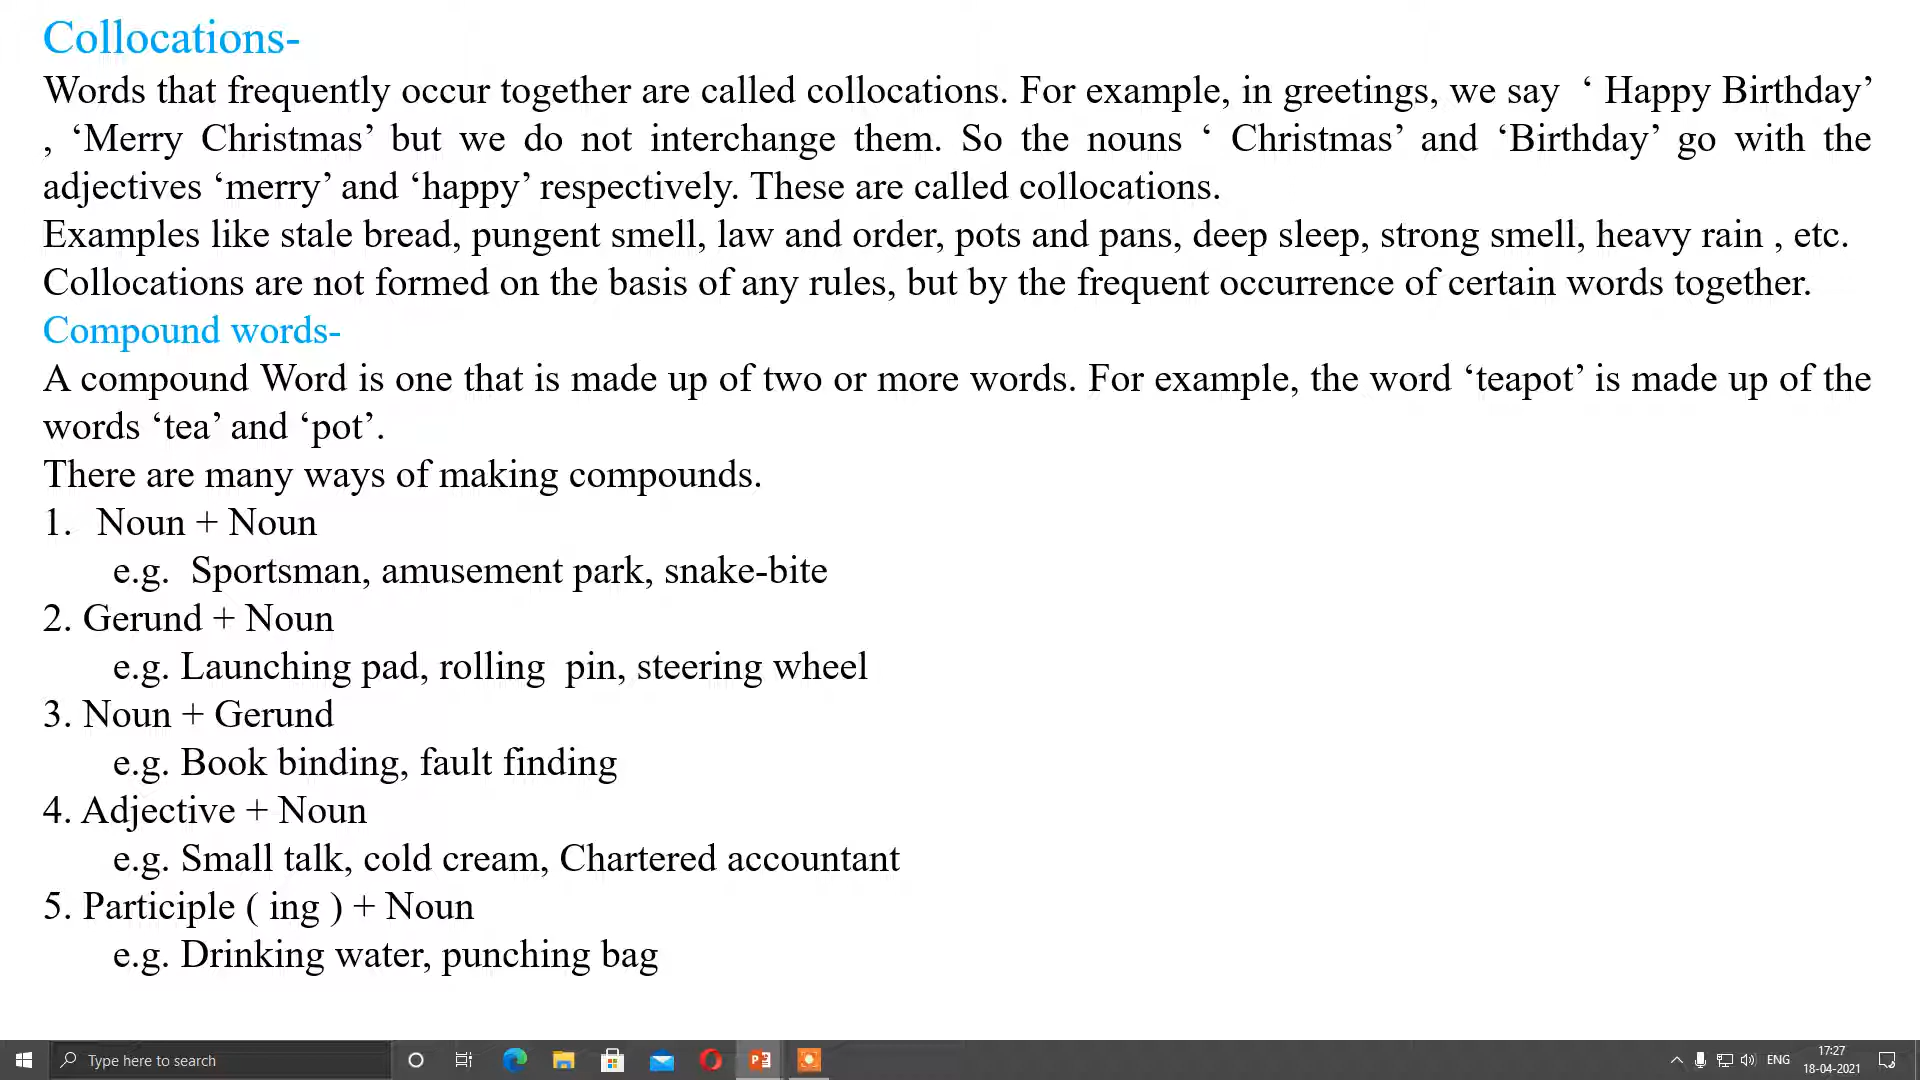 Collocations-
Words that frequently occur together are called collocations. For example, in greetings, we say ‘ Happy Birthday’
, ‘Merry Christmas’ but we do not interchange them. So the nouns ‘ Christmas’ and ‘Birthday’ go with the
adjectives ‘merry’ and ‘happy’ respectively. These are called collocations.
Examples like stale bread, pungent smell, law and order, pots and pans, deep sleep, strong smell, heavy rain , etc.
Collocations are not formed on the basis of any rules, but by the frequent occurrence of certain words together.
Compound words-
A compound Word is one that is made up of two or more words. For example, the word ‘teapot’ is made up of the
words ‘tea’ and ‘pot’.
There are many ways of making compounds.
1. Noun + Noun
e.g. Sportsman, amusement park, snake-bite
2. Gerund + Noun
e.g. Launching pad, rolling pin, steering wheel
3. Noun + Gerund
e.g. Book binding, fault finding
4. Adjective + Noun
e.g. Small talk, cold cream, Chartered accountant
5. Participle ( ing ) + Noun
e.g. Drinking water, punching bag
Type here to search
ENG
17:27
18-04-2021